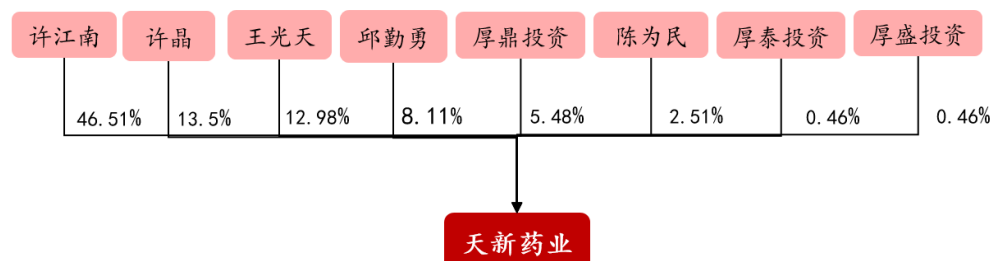 许江南 许晶 王光天 邱勤勇 厚鼎投资 陈为民 厚泰投资 厚盛投资
46.51% 13.5% 12.98% 8.11% 5.48% 2.51% 0.46% 0.46%
天新药业